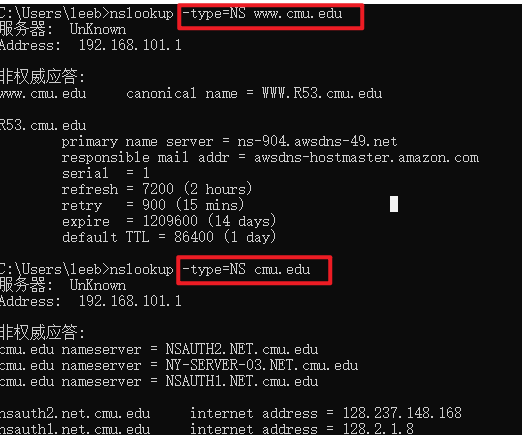 C:\Users\leeb>nslookup -type=NS www.cmu.edu
服务器:  UnKnown
Address:  192.168.101.1
非权威应答:
www.cmu.edu     canonical name = WWW.R53.cmu.edu
R53.cmu.edu
primary name server = ns-904.awsdns-49.net
responsible mail addr = awsdns-hostmaster.amazon.com
serial  = 1
refresh = 7200 (2 hours)
retry   = 900 (15 mins)
expire  = 1209600 (14 days)
default TTL = 86400 (1 day)
C:\Users\leeb>nslookup -type=NS cmu.edu
服务器:  UnKnown
Address:  192.168.101.1
非权威应答:
cmu.edu nameserver = NSAUTH2.NET.cmu.edu
cmu.edu nameserver = NY-SERVER-03.NET.cmu.edu
cmu.edu nameserver = NSAUTH1.NET.cmu.edu
nsauth2.net.cmu.edu     internet address = 128.237.148.168
nsauth1.net.cmu.edu     internet address = 128.2.1.8